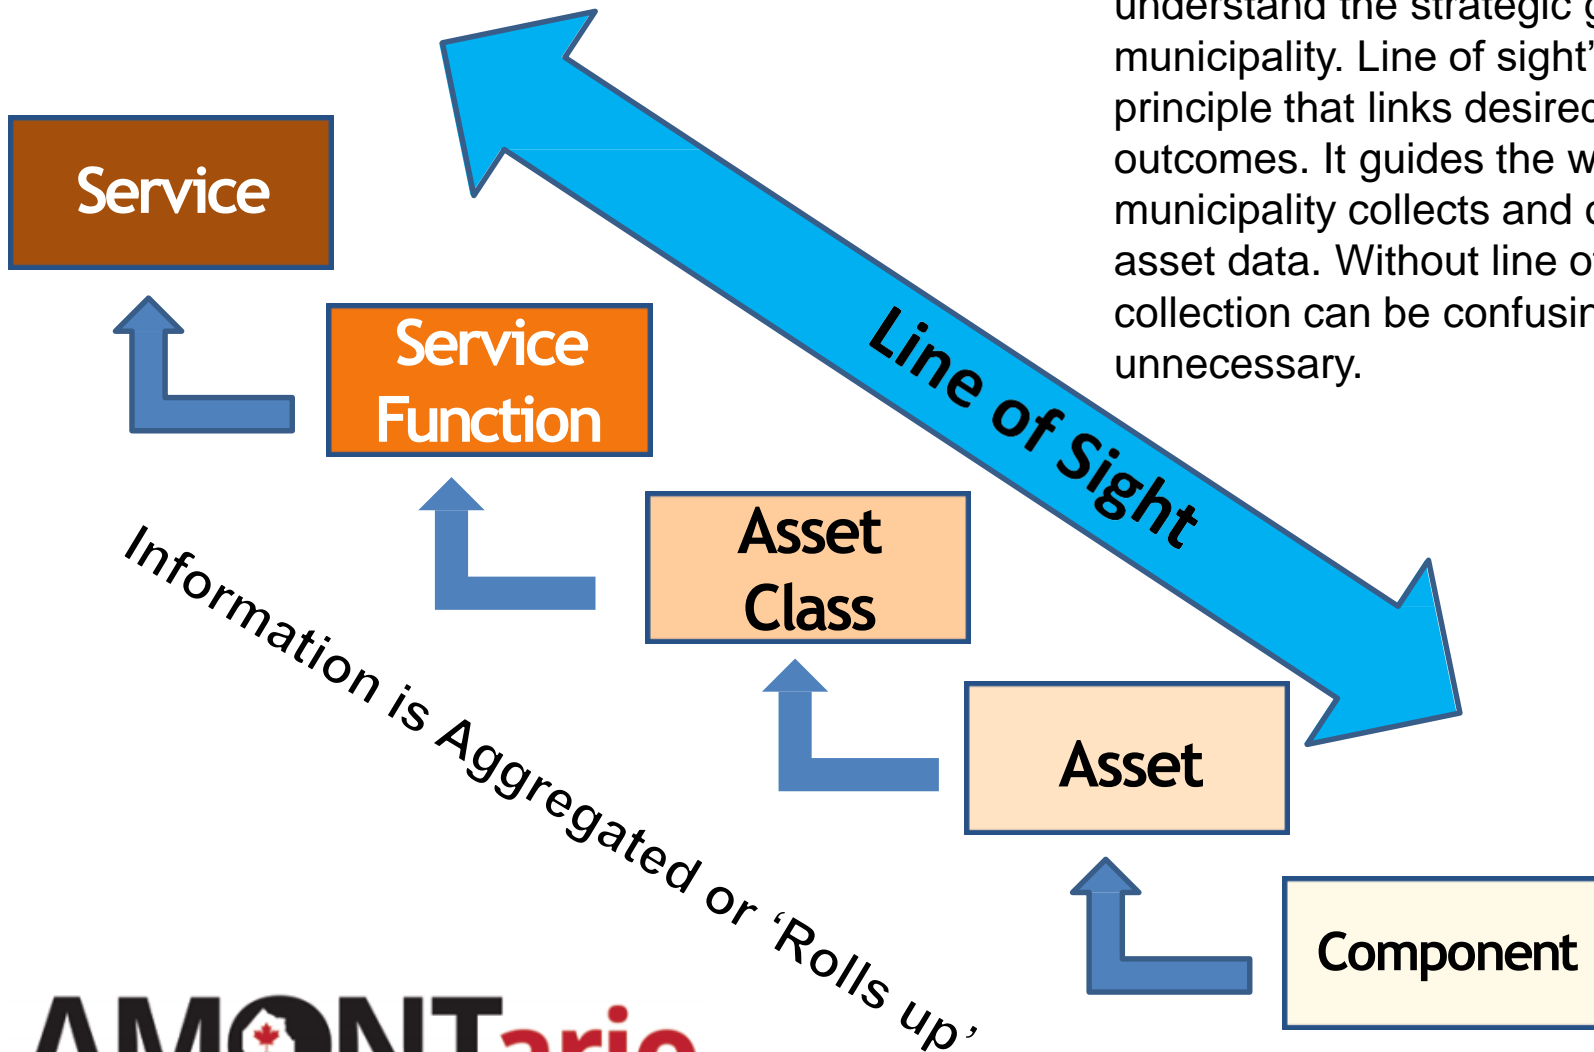 understand the strategic g
municipality. Line of sight'
principle that links desired
outcomes. It guides the w
municipality collects and
asset data. Without line of
collection can be confusin
unnecessary.
Service
Service
Function
Line of Sight
Asset
Class
Asset
Component
Information is Aggregated or ‘Rolls up’
AMONTario